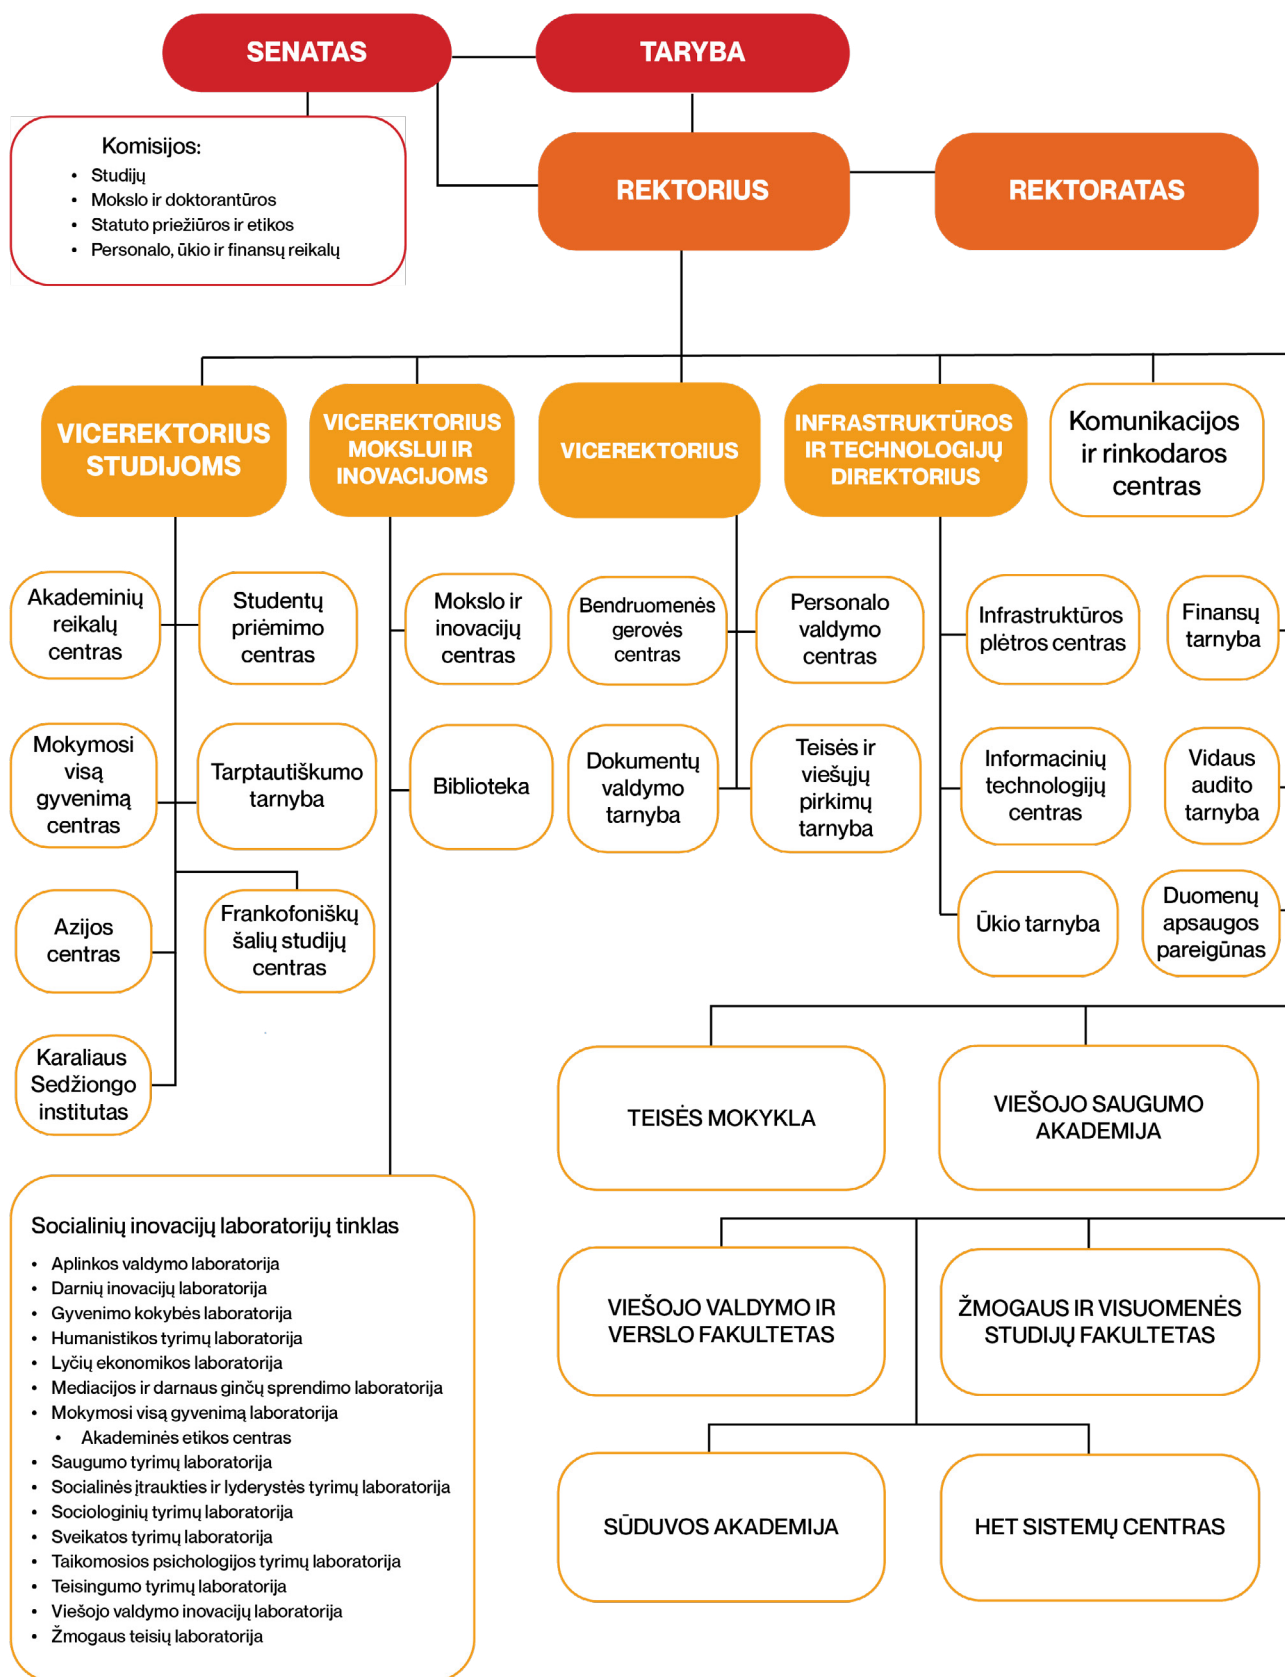 SENATAS
TARYBA
Komisijos:
• Studijų
• Mokslo ir doktorantūros
• Statuto priežiūros ir etikos
• Personalo, ūkio ir finansų reikalų
REKTORIUS
REKTORATAS
VICEREKTORIUS
STUDIJOMS
VICEREKTORIUS
MOKSLUI IR
INOVACIJOMS
VICEREKTORIUS
INFRASTRUKTŪROS
IR TECHNOLOGIJŲ
DIREKTORIUS
Komunikacijos
ir rinkodaros
centras
Akademinių
reikalų
centras
Studentų
priėmimo
centras
Mokslo ir
inovacijų
centras
Bendruomenės
gerovės
centras
Personalo
valdymo
centras
Infrastruktūros
plėtros centras
Finansų
tarnyba
Mokymosi
visą
gyvenimą
centras
Tarptautiškumo
tarnyba
Biblioteka
Dokumentų
valdymo
tarnyba
Teisės ir
viešųjų
pirkimų
tarnyba
Informacinių
technologijų
centras
Vidaus
audito
tarnyba
Azijos
centras
Frankofoniškų
šalių studijų
centras
Ūkio tarnyba
Duomenų
apsaugos
pareigūnas
Karaliaus
Sedžiongo
institutas
TEISĖS MOKYKLA
VIEŠOJO SAUGUMO
AKADEMIJA
Socialinių inovacijų laboratorijų tinklas
• Aplinkos valdymo laboratorija
• Darnių inovacijų laboratorija
• Gyvenimo kokybės laboratorija
• Humanistikos tyrimų laboratorija
• Lyčių ekonomikos laboratorija
• Mediacijos ir darnaus ginčų sprendimo laboratorija
• Mokymosi visą gyvenimą laboratorija
• Akademinės etikos centras
• Saugumo tyrimų laboratorija
• Socialinės įtraukties ir lyderystės tyrimų laboratorija
• Sociologinių tyrimų laboratorija
• Sveikatos tyrimų laboratorija
• Taikomosios psichologijos tyrimų laboratorija
• Teisingumo tyrimų laboratorija
• Viešojo valdymo inovacijų laboratorija
• Žmogaus teisių laboratorija
VIEŠOJO VALDYMO IR
VERSLO FAKULTETAS
ŽMOGAUS IR VISUOMENĖS
STUDIJŲ FAKULTETAS
SŪDUVOS AKADEMIJA
HET SISTEMŲ CENTRAS